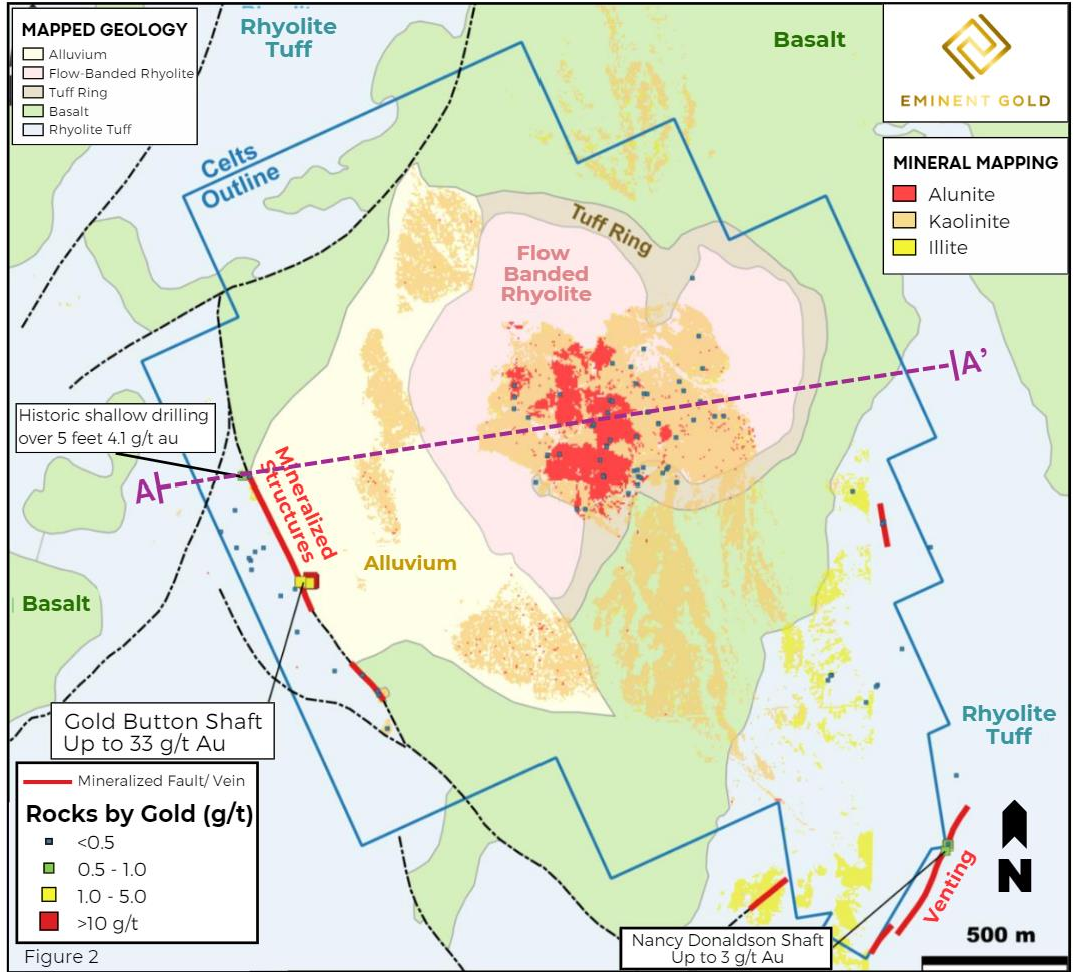 MAPPED GEOLOGY
Alluvium
Flow-Banded Rhyolite
Tuff Ring
Basalt
Rhyolite Tuff
Rhyolite
Tuff
Basalt
EMINENT GOLD
MINERAL MAPPING
Alunite
Kaolinite
Illite
Celts
Outline
Tuff Ring
Flow
Banded
Rhyolite
A'
Historic shallow drilling
over 5 feet 4.1 g/t au
A
Mineralized
Structures
Alluvium
Basalt
Gold Button Shaft
Up to 33 g/t Au
Rhyolite
Tuff
Mineralized Fault/ Vein
Rocks by Gold (g/t)
<0.5
0.5 - 1.0
1.0 - 5.0
>10 g/t
Figure 2
Venting
N
500 m
Nancy Donaldson Shaft
Up to 3 g/t Au